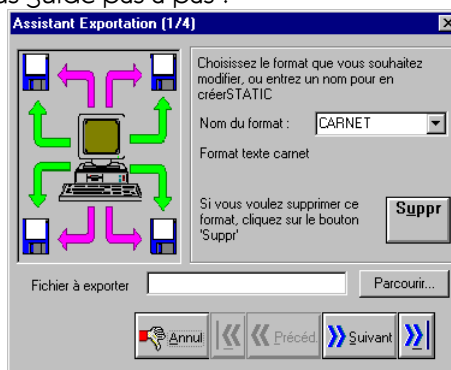 Assistant Exportation (1/4)
Choisissez le format que vous souhaitez
modifier, ou entrez un nom pour en
créerSTATIC
Nom du format :
CARNET
Format texte carnet
Si vous voulez supprimer ce
format, cliquez sur le bouton
'Suppr'
Suppr
Fichier à exporter
Parcourir...
Annul
Précéd.
Suivant